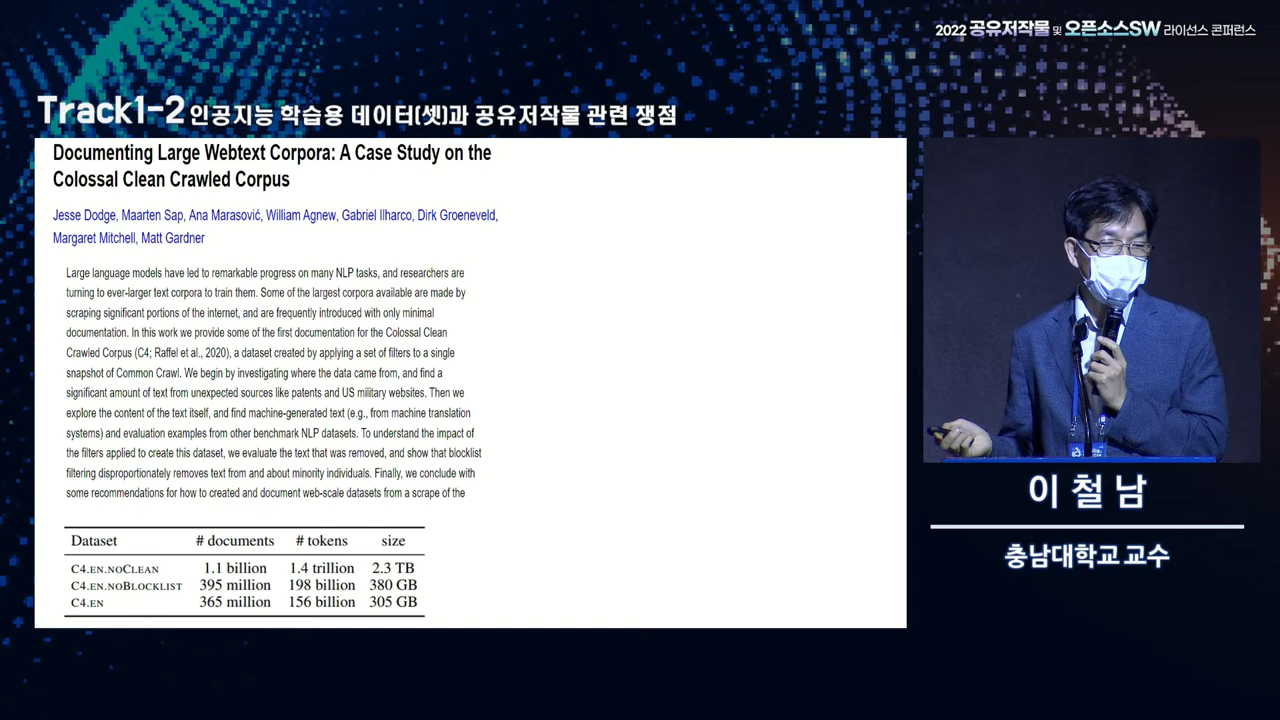 2022 공유저작물 및 오픈소스SW 라이선스 콘퍼런스
Track1-2 인공지능 학습용 데이터(셋)과 공유저작물 관련 쟁점
Documenting Large Webtext Corpora: A Case Study on the
Colossal Clean Crawled Corpus
Jesse Dodge, Maarten Sap, Ana Marasović, William Agnew, Gabriel Ilharco, Dirk Groeneveld,
Margaret Mitchell, Matt Gardner
Large language models have led to remarkable progress on many NLP tasks, and researchers are
turning to ever-larger text corpora to train them. Some of the largest corpora available are made by
scraping significant portions of the internet, and are frequently introduced with only minimal
documentation. In this work we provide some of the first documentation for the Colossal Clean
Crawled Corpus (C4; Raffel et al., 2020), a dataset created by applying a set of filters to a single
snapshot of Common Crawl. We begin by investigating where the data came from, and find a
significant amount of text from unexpected sources like patents and US military websites. Then we
explore the content of the text itself, and find machine-generated text (e.g., from machine translation
systems) and evaluation examples from other benchmark NLP datasets. To understand the impact of
the filters applied to create this dataset, we evaluate the text that was removed, and show that blocklist
filtering disproportionately removes text from and about minority individuals. Finally, we conclude with
some recommendations for how to created and document web-scale datasets from a scrape of the
Dataset # documents # tokens size
C4.EN.NOCLEAN 1.1 billion 1.4 trillion 2.3 TB
C4.EN.NOBLOCKLIST 395 million 198 billion 380 GB
C4.EN 365 million 156 billion 305 GB
이 철 남
충남대학교 교수